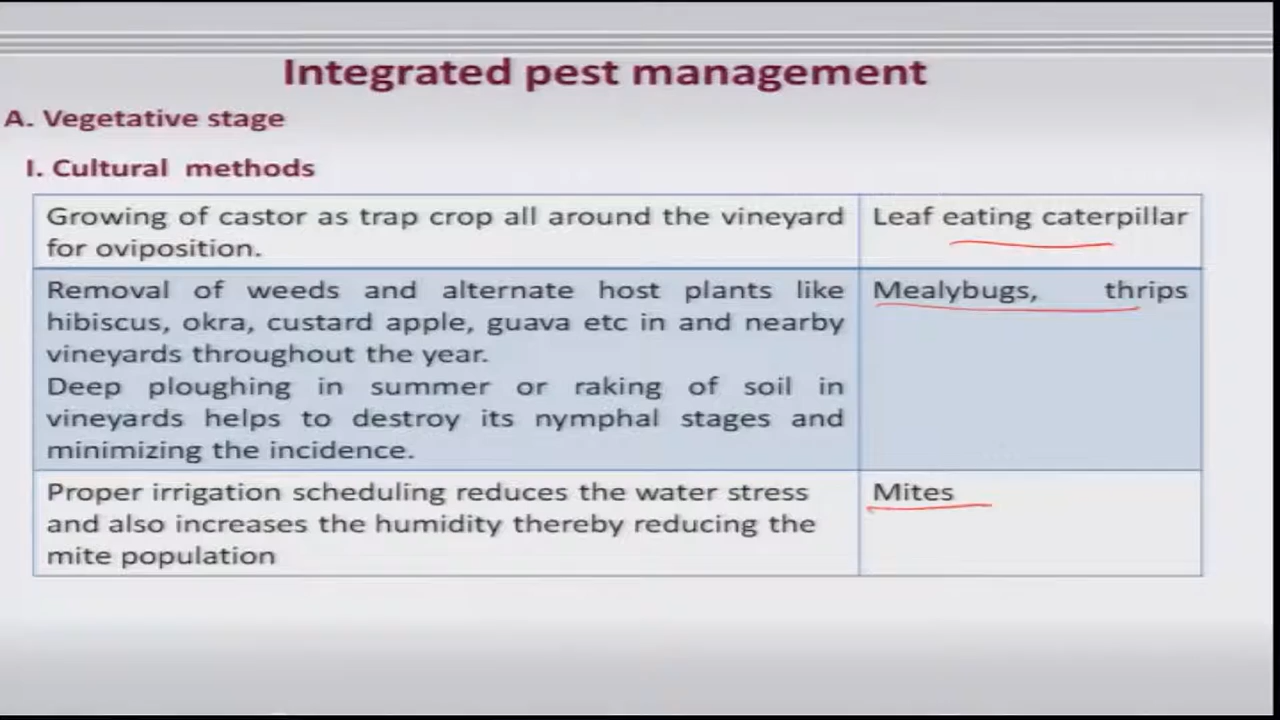 Integrated pest management
A. Vegetative stage
I. Cultural methods
Growing of castor as trap crop all around the vineyard
for oviposition.
Leaf eating caterpillar
Removal of weeds and alternate host plants like
hibiscus, okra, custard apple, guava etc in and nearby
vineyards throughout the year.
Deep ploughing in summer or raking of soil in
vineyards helps to destroy its nymphal stages and
minimizing the incidence.
Mealybugs, thrips
Proper irrigation scheduling reduces the water stress
and also increases the humidity thereby reducing the
mite population
Mites